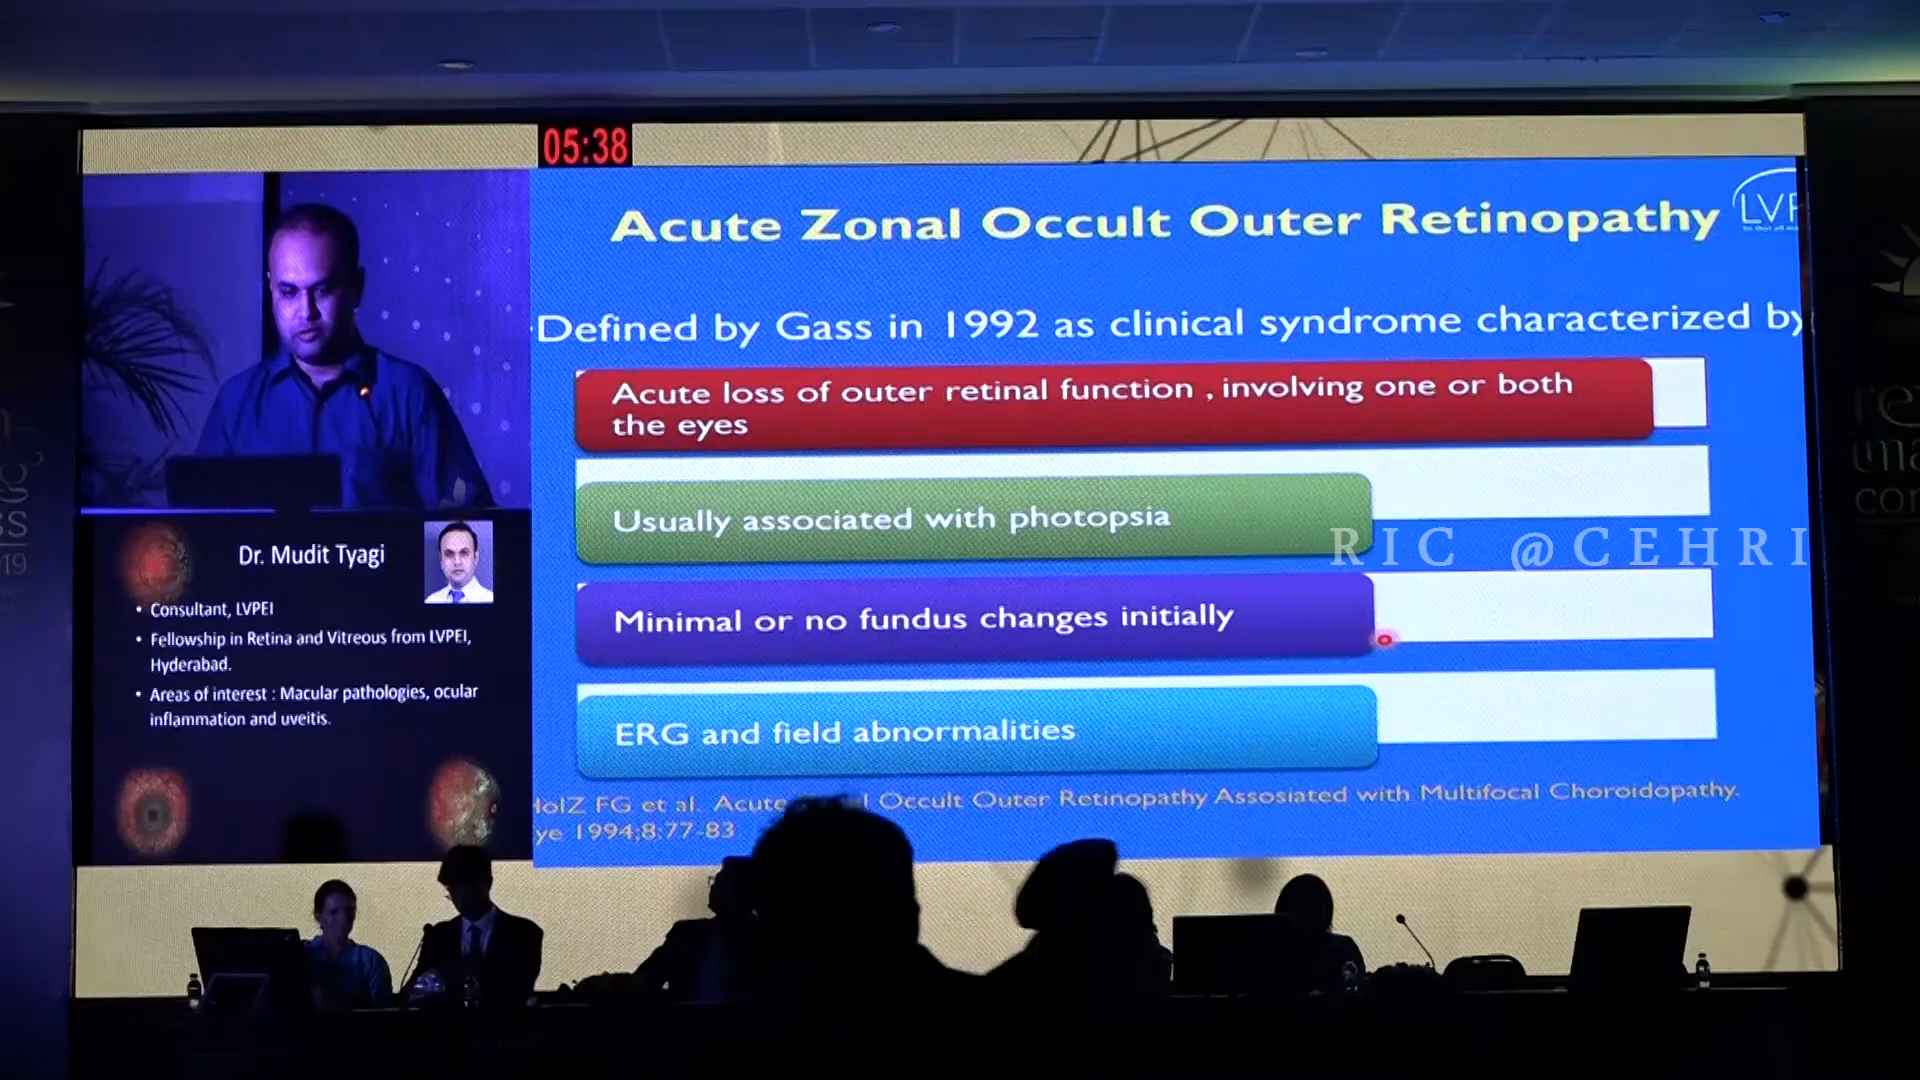 05:38
Acute Zonal Occult Outer Retinopathy
Defined by Gass in 1992 as clinical syndrome characterized by
Acute loss of outer retinal function , involving one or both
the eyes
Usually associated with photopsia
Minimal or no fundus changes initially
ERG and field abnormalities
et al. Acute Occult Outer Retinopathy Assosiated with Multifocal Choroidopathy.
1994;8:77-83
RIC @CEHRI
Dr. Mudit Tyagi
• Consultant, LVPEI
• Fellowship in Retina and Vitreous from LVPEI,
Hyderabad.
• Areas of interest : Macular pathologies, ocular
inflammation and uveitis.